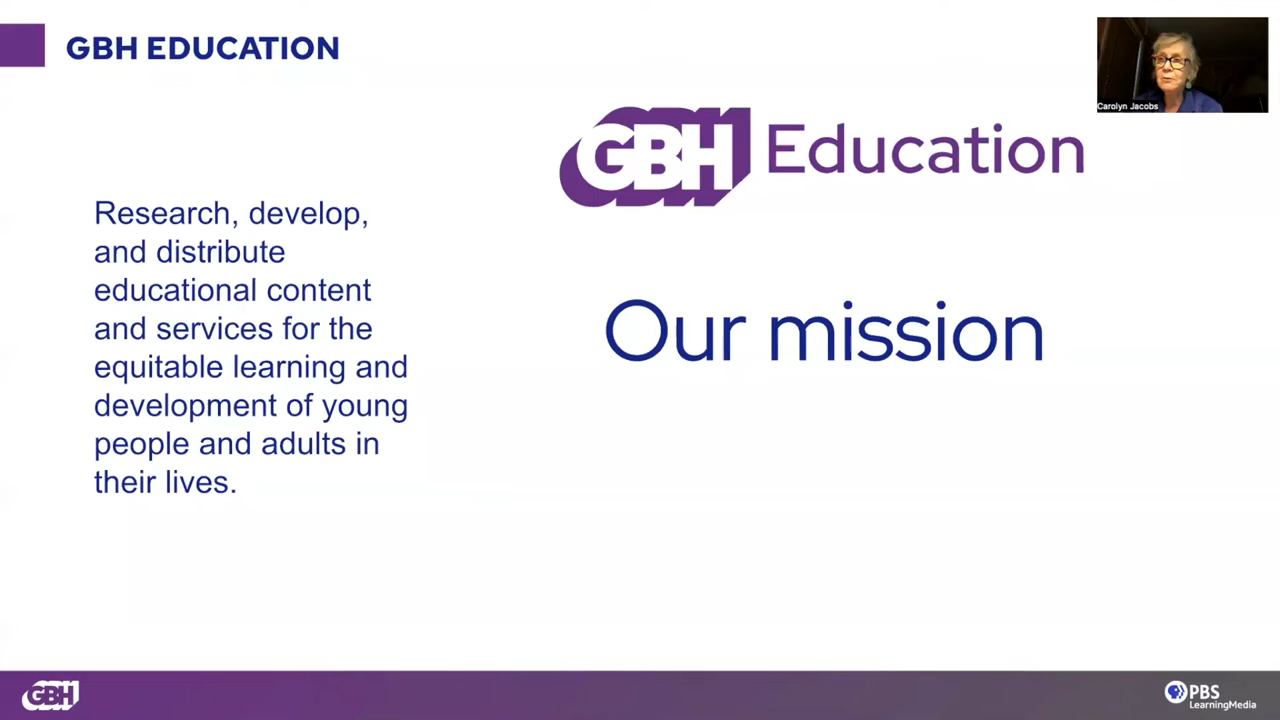 GBH EDUCATION
Carolyn Jacobs
GBH Education
Research, develop,
and distribute
educational content
and services for the
equitable learning and
development of young
people and adults in
their lives.
Our mission
GBH
PBS
LearningMedia